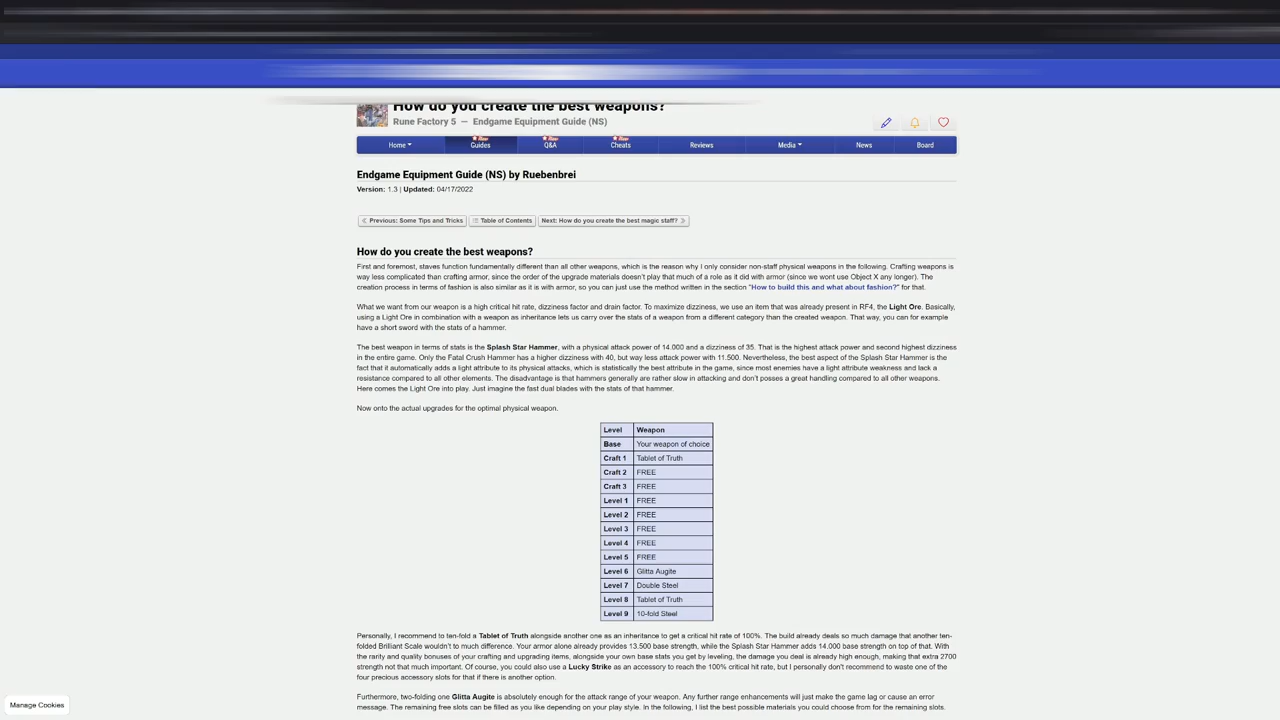 How do you create the best weapons?
Rune Factory 5 — Endgame Equipment Guide (NS)
Home Guides Q&A Cheats Reviews Media News Board
New New New
Endgame Equipment Guide (NS) by Ruebenbrei
Version: 1.3 | Updated: 04/17/2022
Previous: Some Tips and Tricks Table of Contents Next: How do you create the best magic staff?
How do you create the best weapons?
First and foremost, staves function fundamentally different than all other weapons, which is the reason why I only consider non-staff physical weapons in the following. Crafting weapons is
way less complicated than crafting armor, since the order of the upgrade materials doesn't play that much of a role as it did with armor (since we wont use Object X any longer). The
creation process in terms of fashion is also similar as it is with armor, so you can just use the method written in the section "How to build this and what about fashion?" for that.
What we want from our weapon is a high critical hit rate, dizziness factor and drain factor. To maximize dizziness, we use an item that was already present in RF4, the Light Ore. Basically,
using a Light Ore in combination with a weapon as inheritance lets us carry over the stats of a weapon from a different category than the created weapon. That way, you can for example
have a short sword with the stats of a hammer.
The best weapon in terms of stats is the Splash Star Hammer, with a physical attack power of 14.000 and a dizziness of 35. That is the highest attack power and second highest dizziness
in the entire game. Only the Fatal Crush Hammer has a higher dizziness with 40, but way less attack power with 11.500. Nevertheless, the best aspect of the Splash Star Hammer is the
fact that it automatically adds a light attribute to its physical attacks, which is statistically the best attribute in the game, since most enemies have a light attribute weakness and lack a
resistance compared to all other elements. The disadvantage is that hammers generally are rather slow in attacking and don't posses a great handling compared to all other weapons.
Here comes the Light Ore into play. Just imagine the fast dual blades with the stats of that hammer.
Now onto the actual upgrades for the optimal physical weapon.
Level Weapon
Base Your weapon of choice
Craft 1 Tablet of Truth
Craft 2 FREE
Craft 3 FREE
Level 1 FREE
Level 2 FREE
Level 3 FREE
Level 4 FREE
Level 5 FREE
Level 6 Glitta Augite
Level 7 Double Steel
Level 8 Tablet of Truth
Level 9 10-fold Steel
Personally, I recommend to ten-fold a Tablet of Truth alongside another one as an inheritance to get a critical hit rate of 100%. The build already deals so much damage that another ten-
folded Brilliant Scale wouldn't to much difference. Your armor alone already provides 13.500 base strength, while the Splash Star Hammer adds 14.000 base strength on top of that. With
the rarity and quality bonuses of your crafting and upgrading items, alongside your own base stats you get by leveling, the damage you deal is already high enough, making that extra 2700
strength not that much important. Of course, you could also use a Lucky Strike as an accessory to reach the 100% critical hit rate, but I personally don't recommend to waste one of the
four precious accessory slots for that if there is another option.
Furthermore, two-folding one Glitta Augite is absolutely enough for the attack range of your weapon. Any further range enhancements will just make the game lag or cause an error
message. The remaining free slots can be filled as you like depending on your play style. In the following, I list the best possible materials you could choose from for the remaining slots.
Manage Cookies